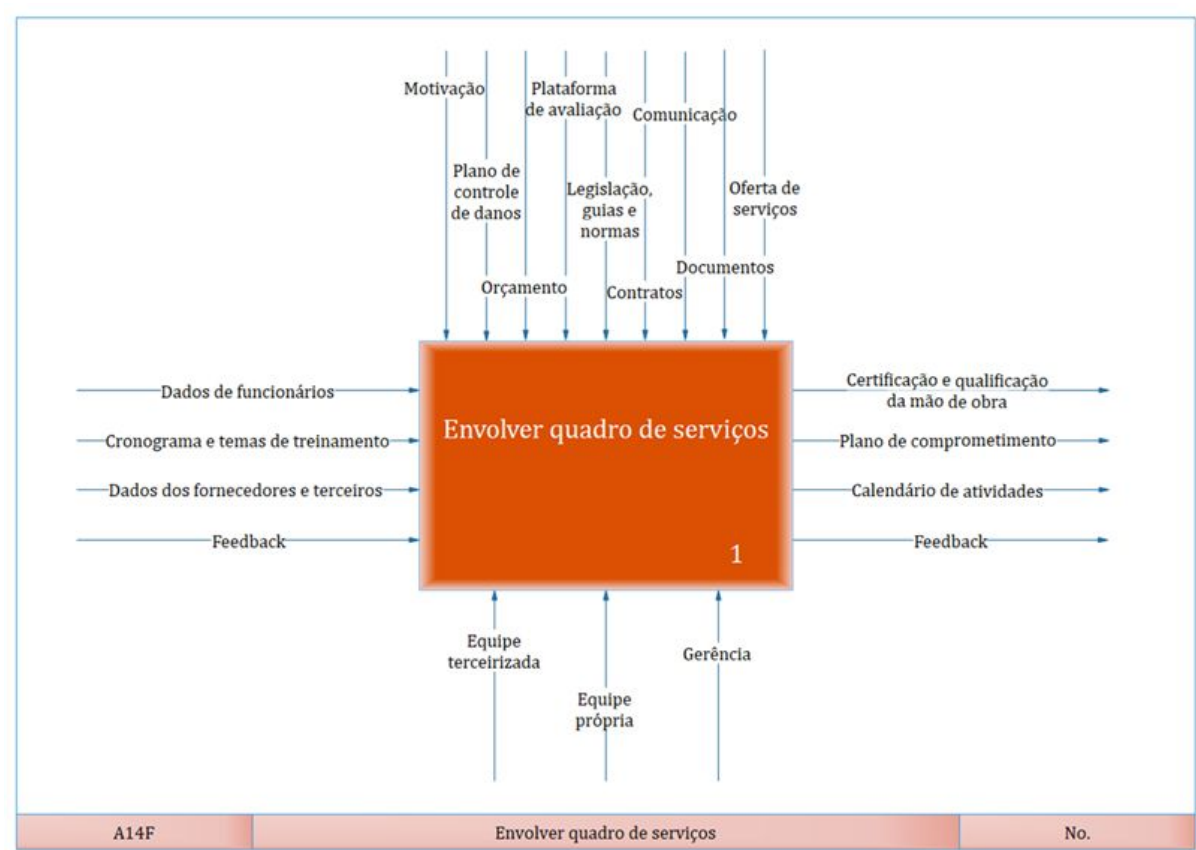 Motivação
Plataforma
de avaliação
Comunicação
Plano de
controle
de danos
Legislação,
guias e
normas
Oferta de
serviços
Orçamento
Contratos
Documentos
Dados de funcionários
Cronograma e temas de treinamento
Dados dos fornecedores e terceiros
Feedback
Envolver quadro de serviços
1
Certificação e qualificação
da mão de obra
Plano de comprometimento
Calendário de atividades
Feedback
Equipe
terceirizada
Equipe
própria
Gerência
A14F
Envolver quadro de serviços
No.